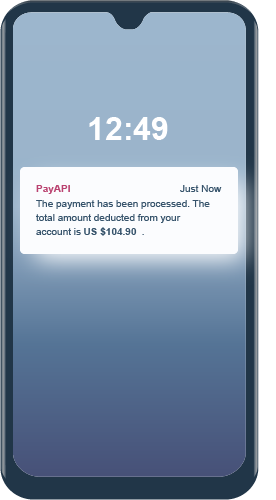 12:49
PayAPI Just Now
The payment has been processed. The
total amount deducted from your
account is US $104.90 .